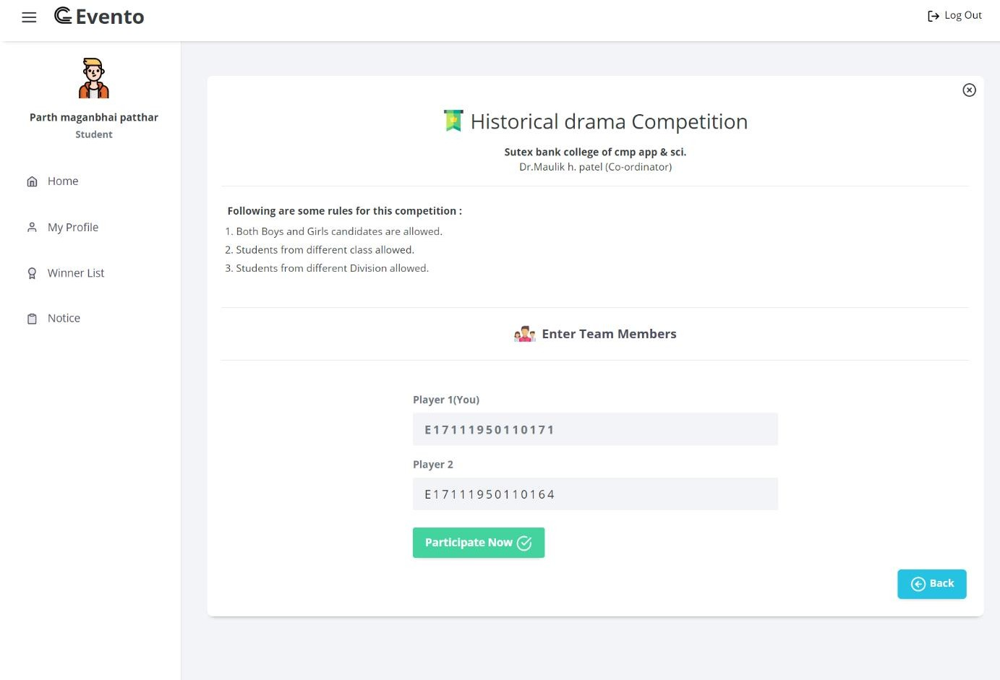 Evento
Log Out
Parth maganbhai patthar
Student
Home
My Profile
Winner List
Notice
Historical drama Competition
Sutex bank college of cmp app & sci.
Dr.Maulik h. patel (Co-ordinator)
Following are some rules for this competition :
1. Both Boys and Girls candidates are allowed.
2. Students from different class allowed.
3. Students from different Division allowed.
Enter Team Members
Player 1(You)
E17111950110171
Player 2
E17111950110164
Participate Now
Back